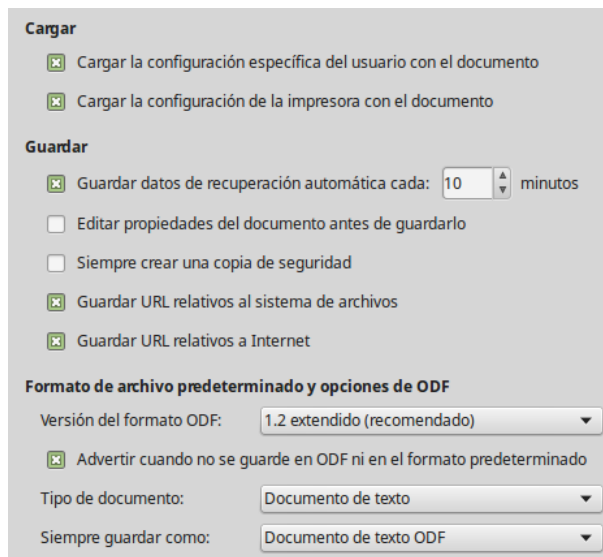 Cargar
Cargar la configuración específica del usuario con el documento
Cargar la configuración de la impresora con el documento
Guardar
Guardar datos de recuperación automática cada: 10 minutos
Editar propiedades del documento antes de guardarlo
Siempre crear una copia de seguridad
Guardar URL relativos al sistema de archivos
Guardar URL relativos a Internet
Formato de archivo predeterminado y opciones de ODF
Versión del formato ODF: 1.2 extendido (recomendado)
Advertir cuando no se guarde en ODF ni en el formato predeterminado
Tipo de documento: Documento de texto
Siempre guardar como: Documento de texto ODF